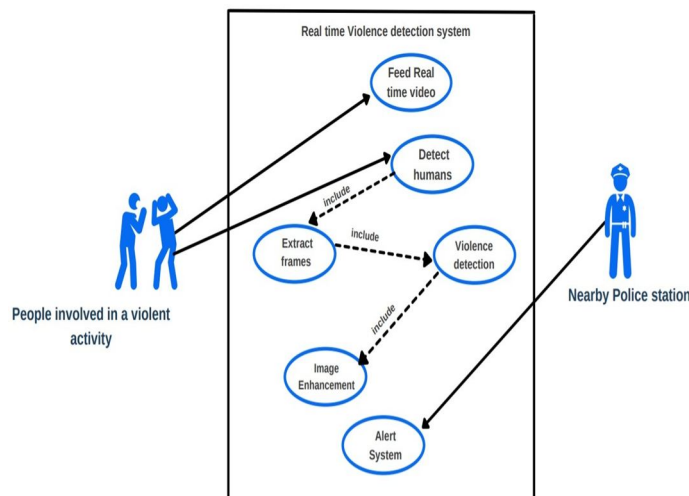 Real time Violence detection system
Feed Real
time video
Detect
humans
include
Extract
frames
include
Violence
detection
People involved in a violent
activity
Nearby Police station
include
Image
Enhancement
Alert
System